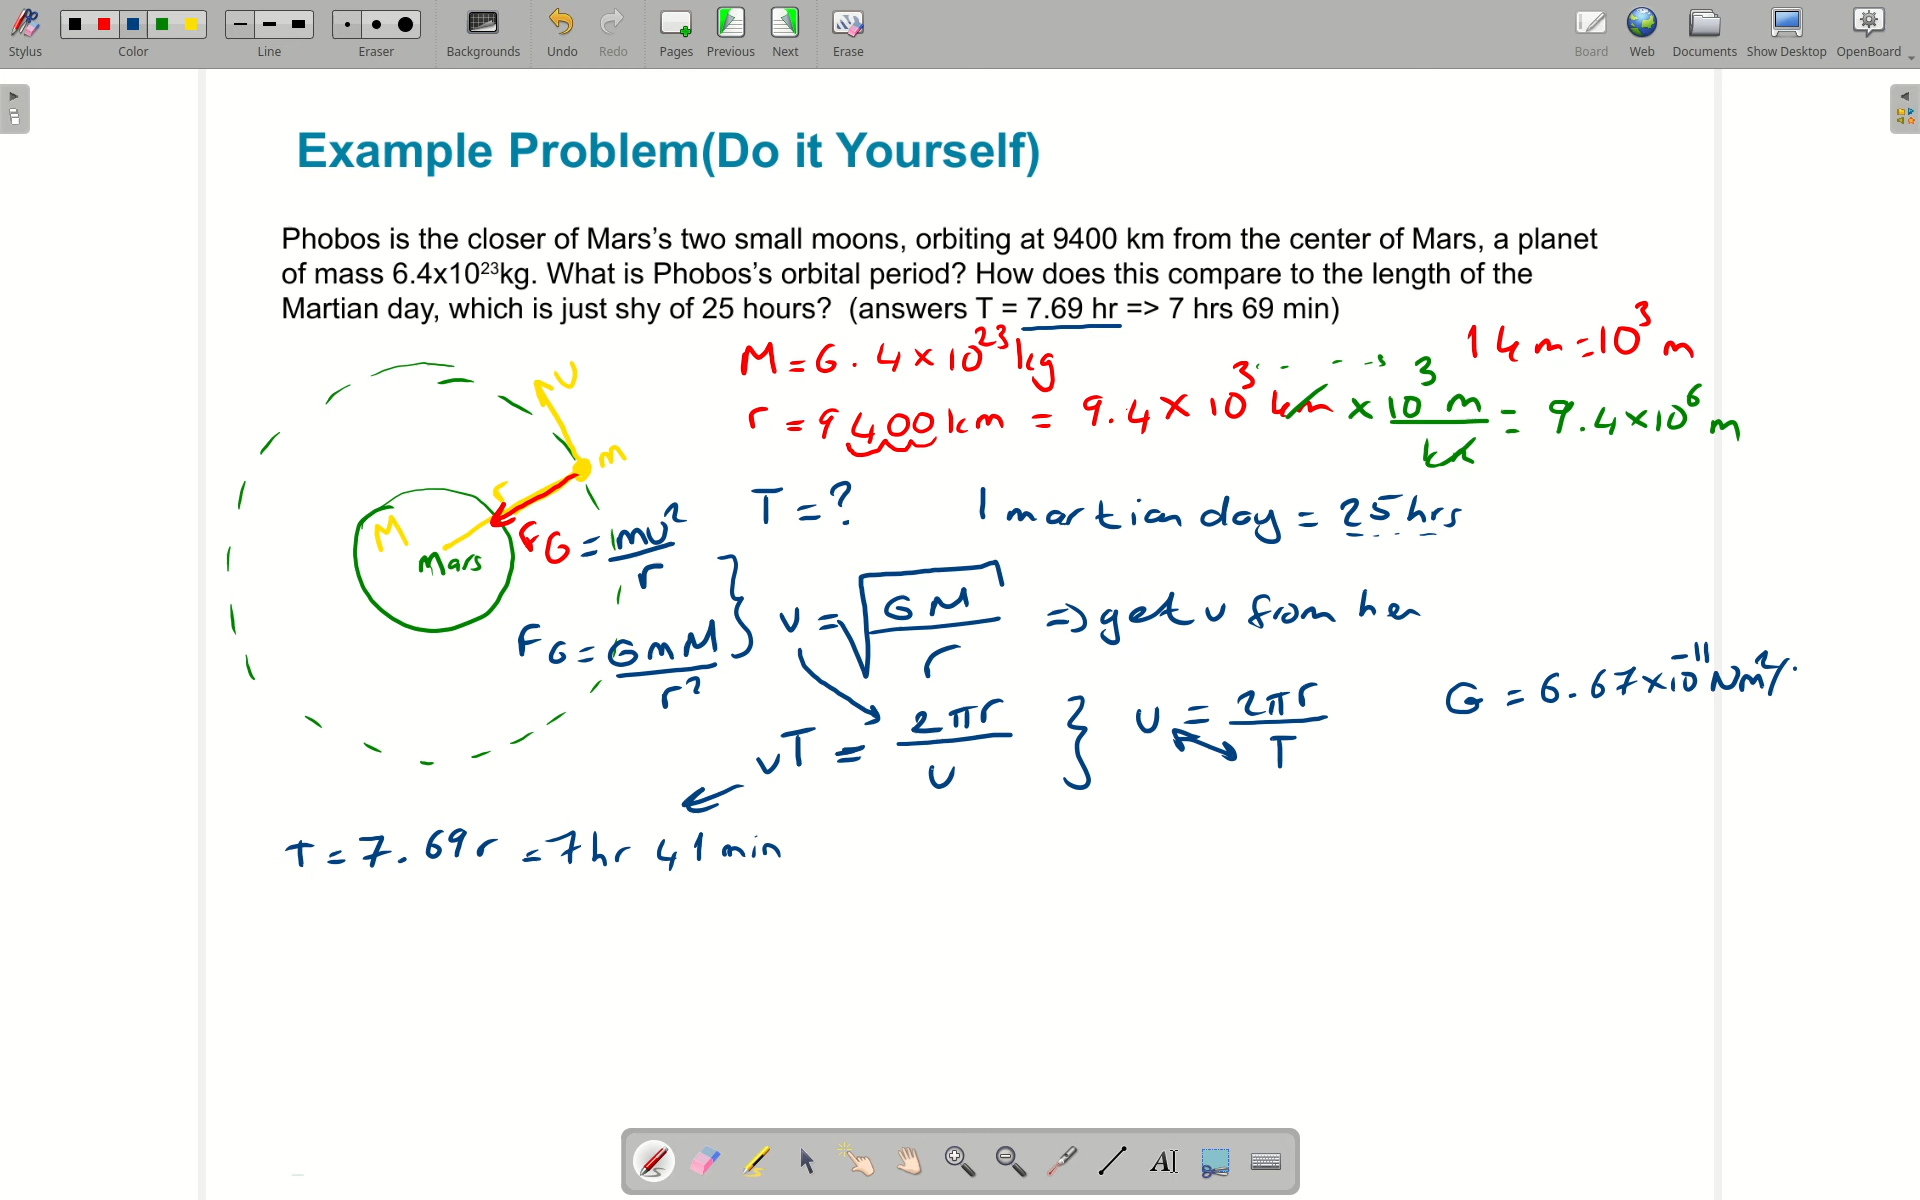 Stylus Color Line Eraser Backgrounds Undo Redo Pages Previous Next Erase Board Web Documents Show Desktop OpenBoard
Example Problem(Do it Yourself)
Phobos is the closer of Mars’s two small moons, orbiting at 9400 km from the center of Mars, a planet
of mass 6.4x10²³kg. What is Phobos’s orbital period? How does this compare to the length of the
Martian day, which is just shy of 25 hours? (answers T = 7.69 hr => 7 hrs 69 min)
M = 6.4 × 10²³ kg
1 km = 10³ m
r = 9400 km = 9.4 × 10³ km × 10³ m / km = 9.4 × 10⁶ m
v
m
r
M
Mars
F_G = mv² / r
T = ?
1 martian day = 25 hrs
F_G = GmM / r²
v = √(GM / r) ⇒ get v from her
G = 6.67 × 10⁻¹¹ Nm²/
vT = 2πr / v } v = 2πr / T
T = 7.69 r = 7 hr 41 min
AI